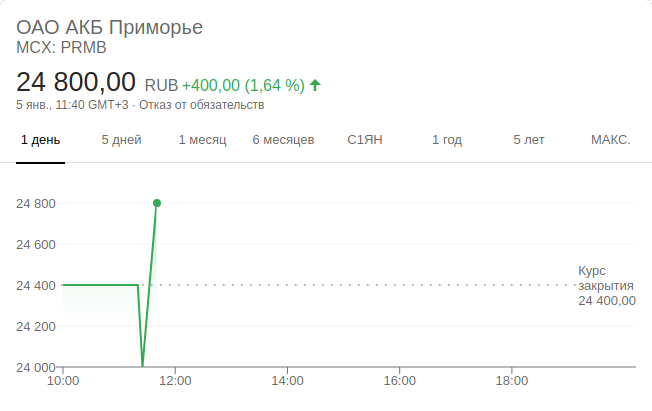 ОАО АКБ Приморье
MCX: PRMB
24 800,00 RUB +400,00 (1,64 %)
5 янв., 11:40 GMT+3 · Отказ от обязательств
1 день 5 дней 1 месяц 6 месяцев С1ЯН 1 год 5 лет МАКС.
24 800
24 600
24 400
24 200
24 000
Курс
закрытия
24 400,00
10:00 12:00 14:00 16:00 18:00